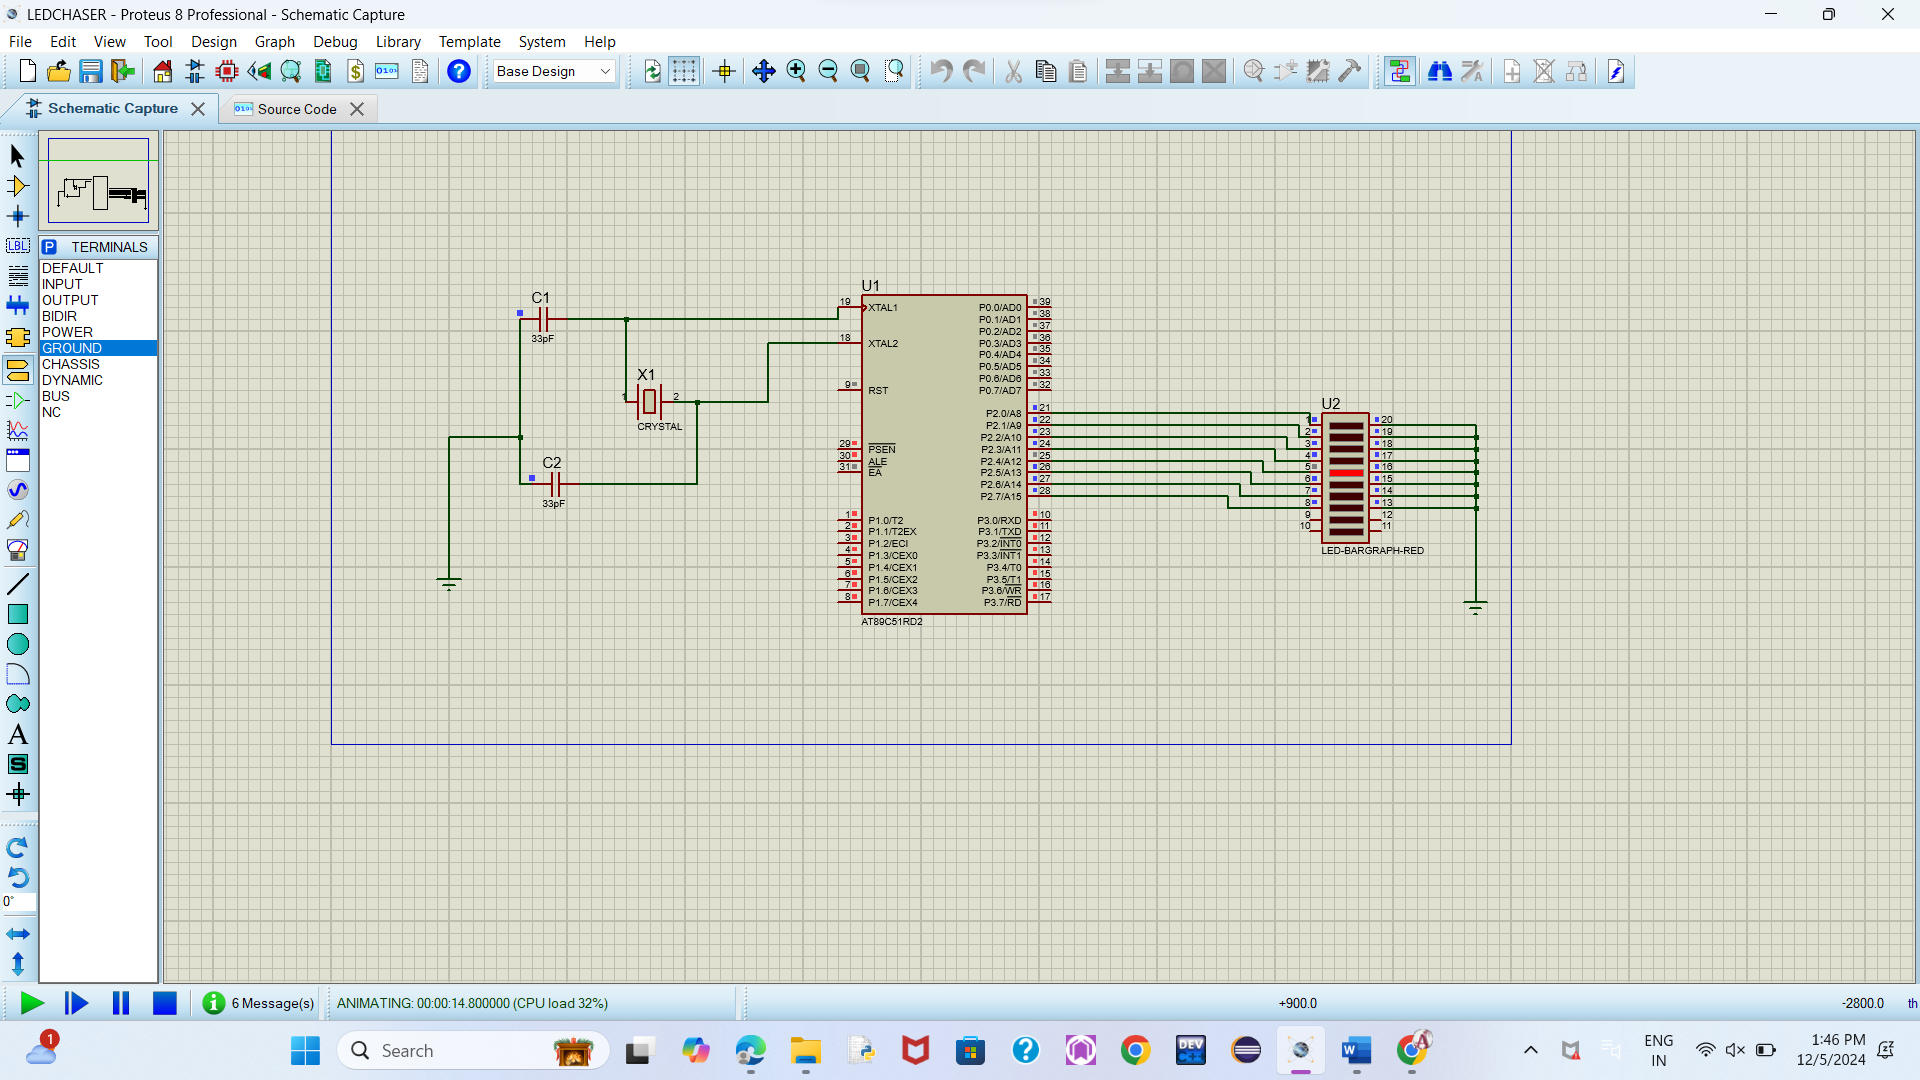 LEDCHASER - Proteus 8 Professional - Schematic Capture
File Edit View Tool Design Graph Debug Library Template System Help
Base Design
Schematic Capture
Source Code
LBL
P TERMINALS
DEFAULT
INPUT
OUTPUT
BIDIR
POWER
GROUND
CHASSIS
DYNAMIC
BUS
NC
A
S
0°
C1
33pF
X1
1
2
CRYSTAL
C2
33pF
U1
19 XTAL1
18 XTAL2
9 RST
29 PSEN
30 ALE
31 EA
1 P1.0/T2
2 P1.1/T2EX
3 P1.2/ECI
4 P1.3/CEX0
5 P1.4/CEX1
6 P1.5/CEX2
7 P1.6/CEX3
8 P1.7/CEX4
P0.0/AD0 39
P0.1/AD1 38
P0.2/AD2 37
P0.3/AD3 36
P0.4/AD4 35
P0.5/AD5 34
P0.6/AD6 33
P0.7/AD7 32
P2.0/A8 21
P2.1/A9 22
P2.2/A10 23
P2.3/A11 24
P2.4/A12 25
P2.5/A13 26
P2.6/A14 27
P2.7/A15 28
P3.0/RXD 10
P3.1/TXD 11
P3.2/INT0 12
P3.3/INT1 13
P3.4/T0 14
P3.5/T1 15
P3.6/WR 16
P3.7/RD 17
AT89C51RD2
U2
1 20
2 19
3 18
4 17
5 16
6 15
7 14
8 13
9 12
10 11
LED-BARGRAPH-RED
6 Message(s)
ANIMATING: 00:00:14.800000 (CPU load 32%)
+900.0
-2800.0
th
1
Search
DEV
C++
ENG
IN
1:46 PM
12/5/2024